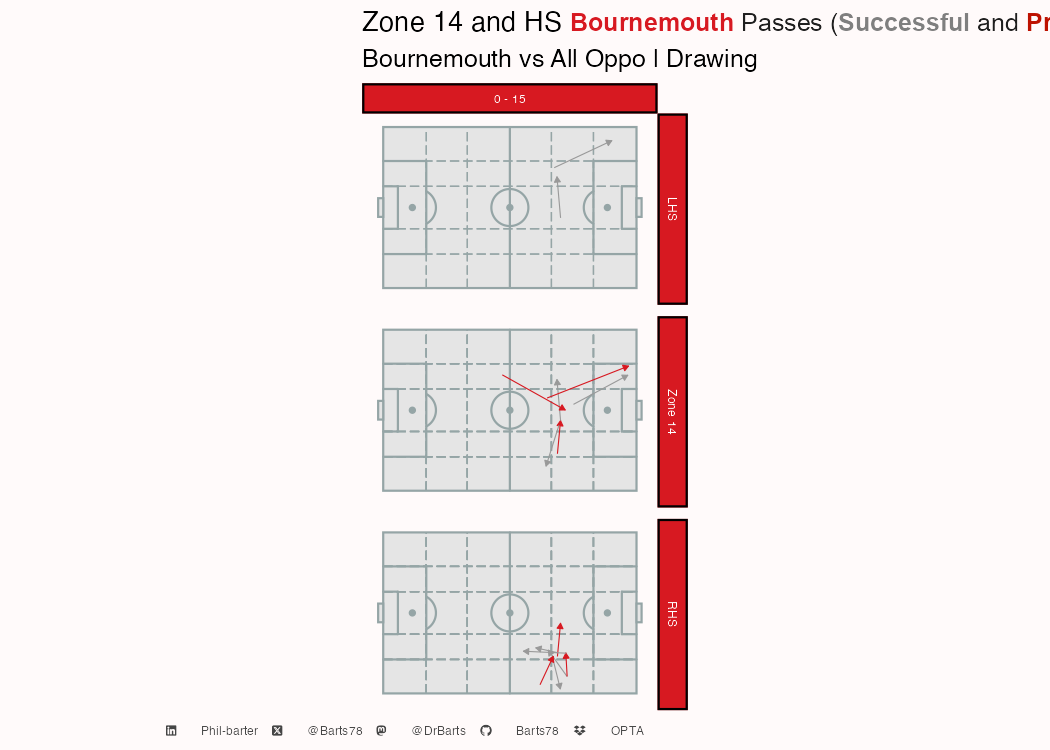 Zone 14 and HS Bournemouth Passes (Successful and Pr
Bournemouth vs All Oppo | Drawing
0 - 15
LHS
Zone 14
RHS
Phil-barter @Barts78 @DrBarts Barts78 OPTA